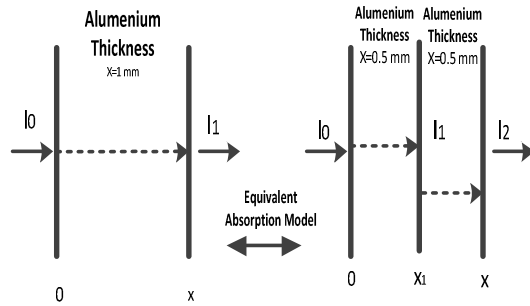 Alumenium
Thickness
X=1 mm
I0
I1
0
x
Equivalent
Absorption Model
Alumenium
Thickness
X=0.5 mm
Alumenium
Thickness
X=0.5 mm
I0
I1
I2
0
x1
x